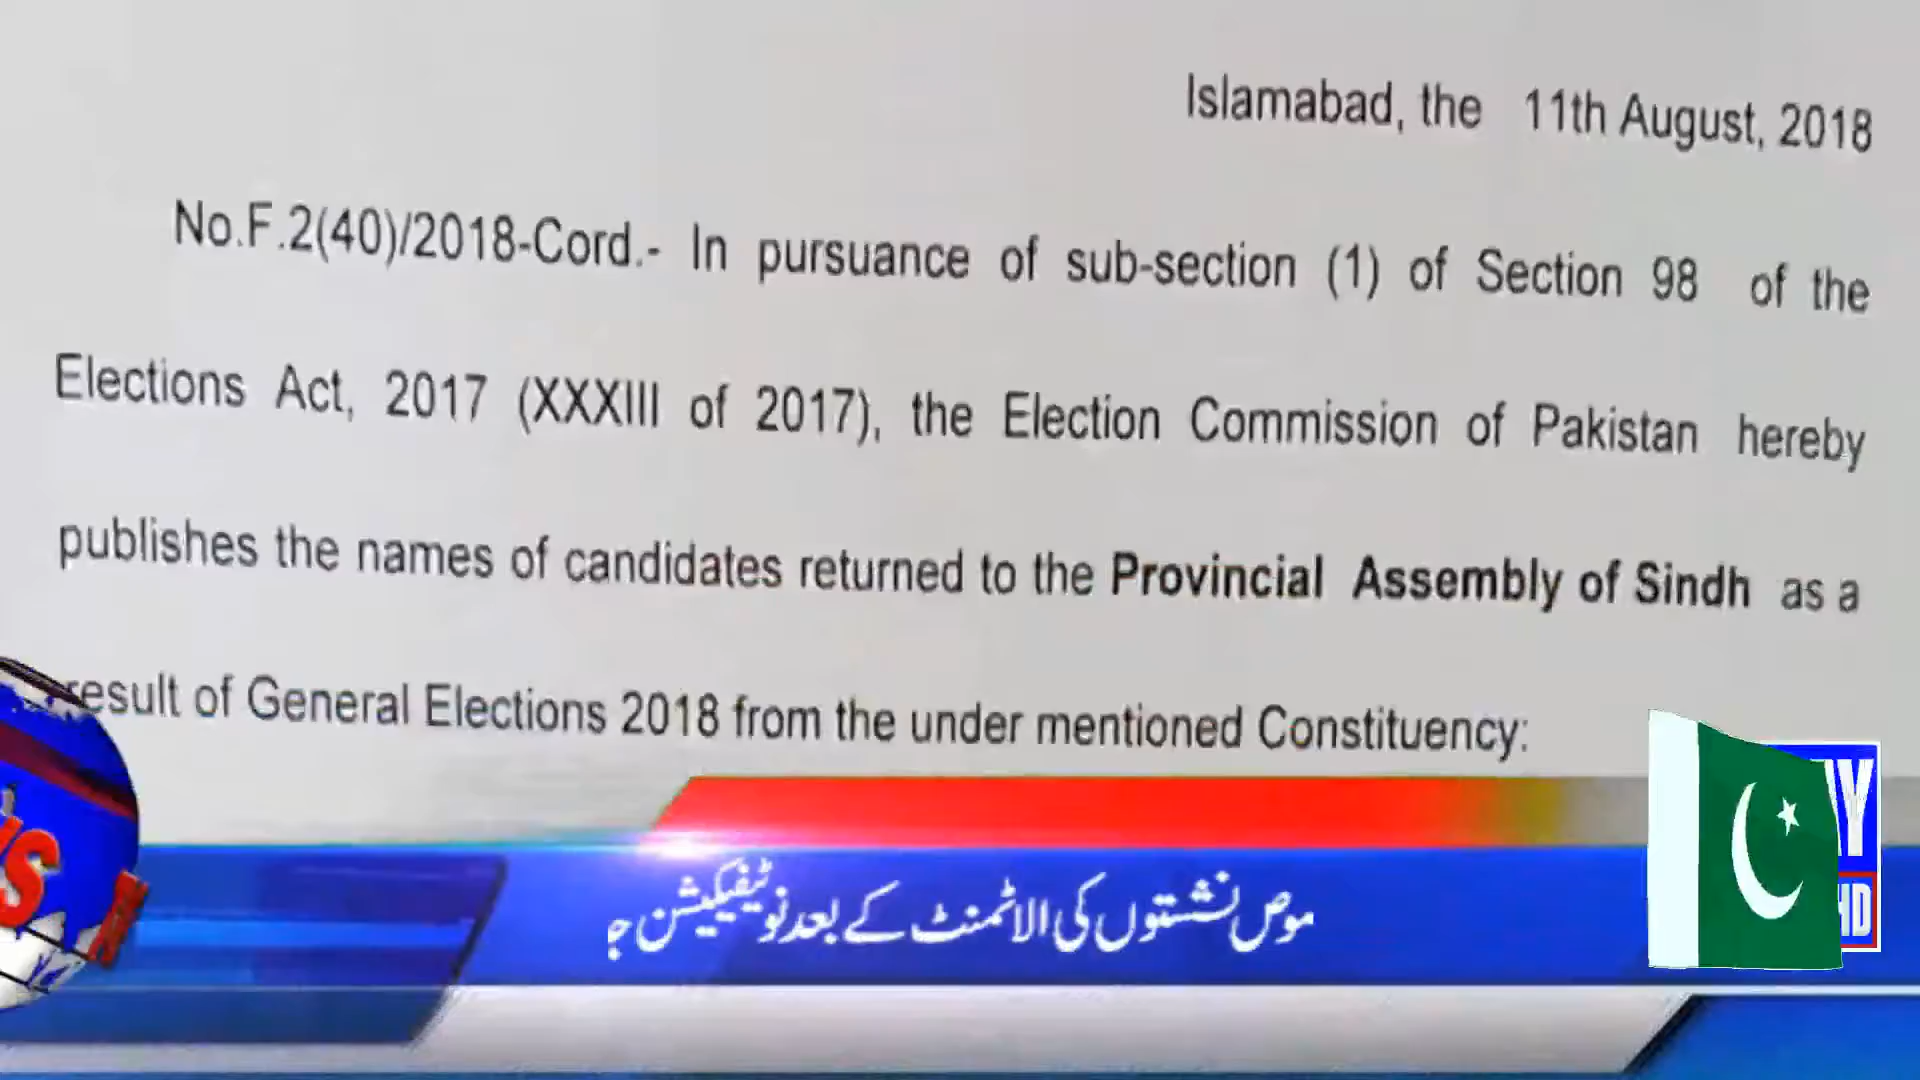 Islamabad, the 11th August, 2018
No.F.2(40)/2018-Cord.- In pursuance of sub-section (1) of Section 98 of the
Elections Act, 2017 (XXXIII of 2017), the Election Commission of Pakistan hereby
publishes the names of candidates returned to the Provincial Assembly of Sindh as a
result of General Elections 2018 from the under mentioned Constituency:
نشستوں کی الاٹمنٹ کے بعد نوٹیفیکیشن
HD